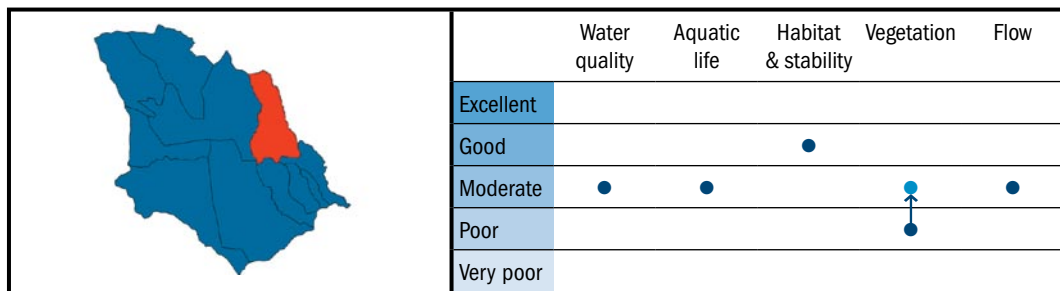 Water quality
Aquatic life
Habitat & stability
Vegetation
Flow
Excellent
Good
Moderate
Poor
Very poor